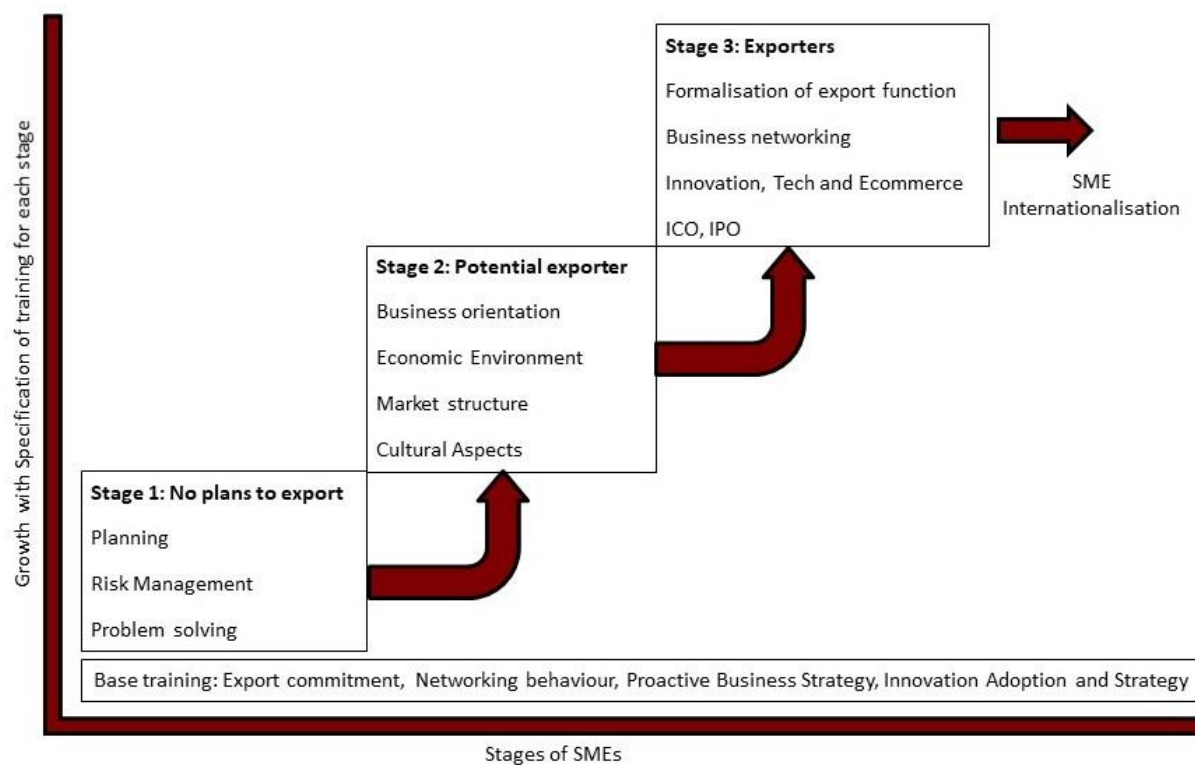 Growth with Specification of training for each stage
Stage 3: Exporters
Formalisation of export function
Business networking
Innovation, Tech and Ecommerce
ICO, IPO
SME
Internationalisation
Stage 2: Potential exporter
Business orientation
Economic Environment
Market structure
Cultural Aspects
Stage 1: No plans to export
Planning
Risk Management
Problem solving
Base training: Export commitment, Networking behaviour, Proactive Business Strategy, Innovation Adoption and Strategy
Stages of SMEs